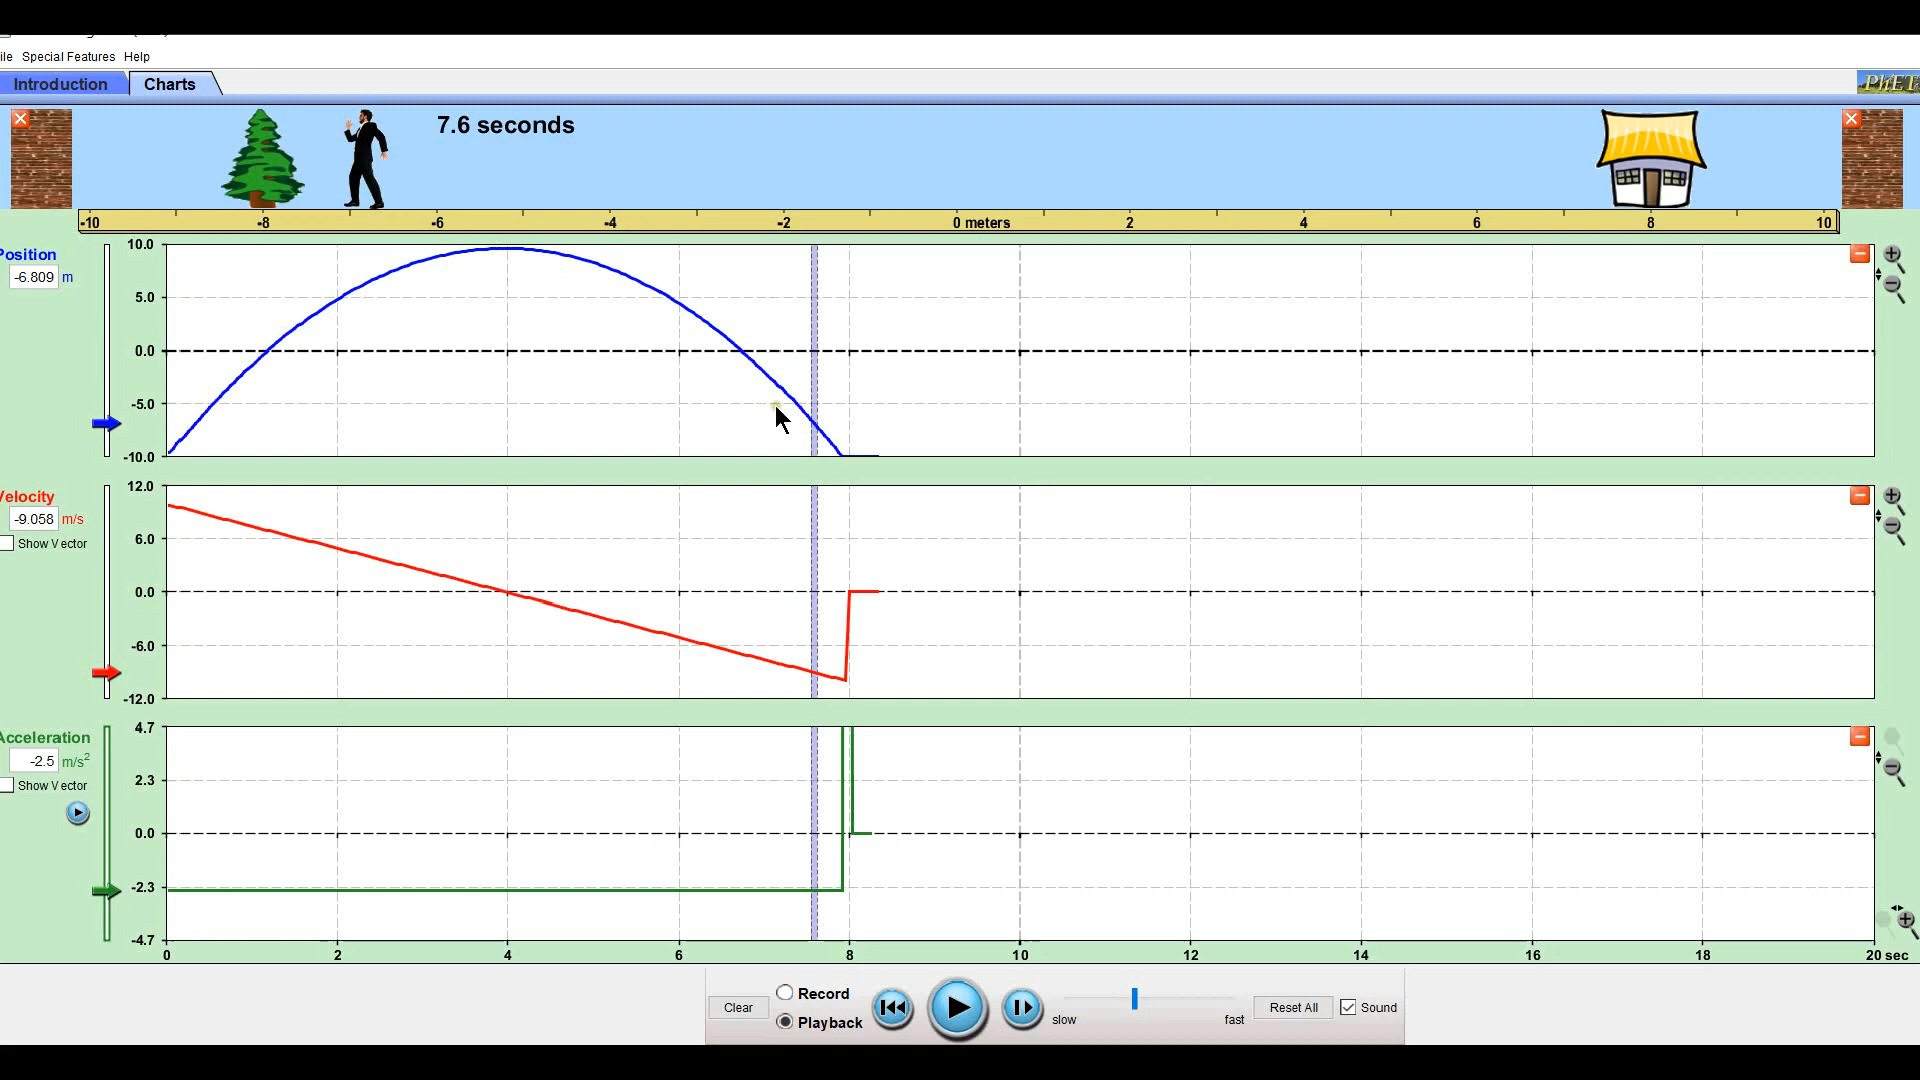 ile Special Features Help
Introduction Charts
PhET
7.6 seconds
-10 -8 -6 -4 -2 0 meters 2 4 6 8 10
Position
-6.809 m
10.0
5.0
0.0
-5.0
-10.0
Velocity
-9.058 m/s
Show Vector
12.0
6.0
0.0
-6.0
-12.0
Acceleration
-2.5 m/s2
Show Vector
4.7
2.3
0.0
-2.3
-4.7
0 2 4 6 8 10 12 14 16 18 20 sec
Clear
Record
Playback
slow fast
Reset All
Sound